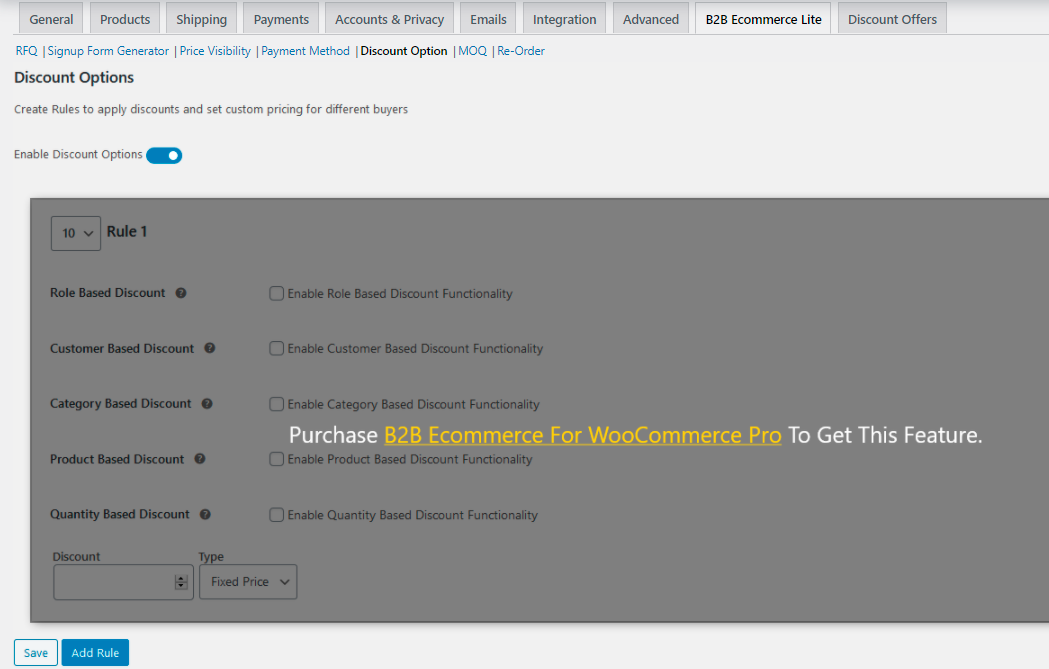 General Products Shipping Payments Accounts & Privacy Emails Integration Advanced B2B Ecommerce Lite Discount Offers
RFQ | Signup Form Generator | Price Visibility | Payment Method | Discount Option | MOQ | Re-Order
Discount Options
Create Rules to apply discounts and set custom pricing for different buyers
Enable Discount Options
10 Rule 1
Role Based Discount ? Enable Role Based Discount Functionality
Customer Based Discount ? Enable Customer Based Discount Functionality
Category Based Discount ? Enable Category Based Discount Functionality
Purchase B2B Ecommerce For WooCommerce Pro To Get This Feature.
Product Based Discount ? Enable Product Based Discount Functionality
Quantity Based Discount ? Enable Quantity Based Discount Functionality
Discount Type
Fixed Price
Save Add Rule